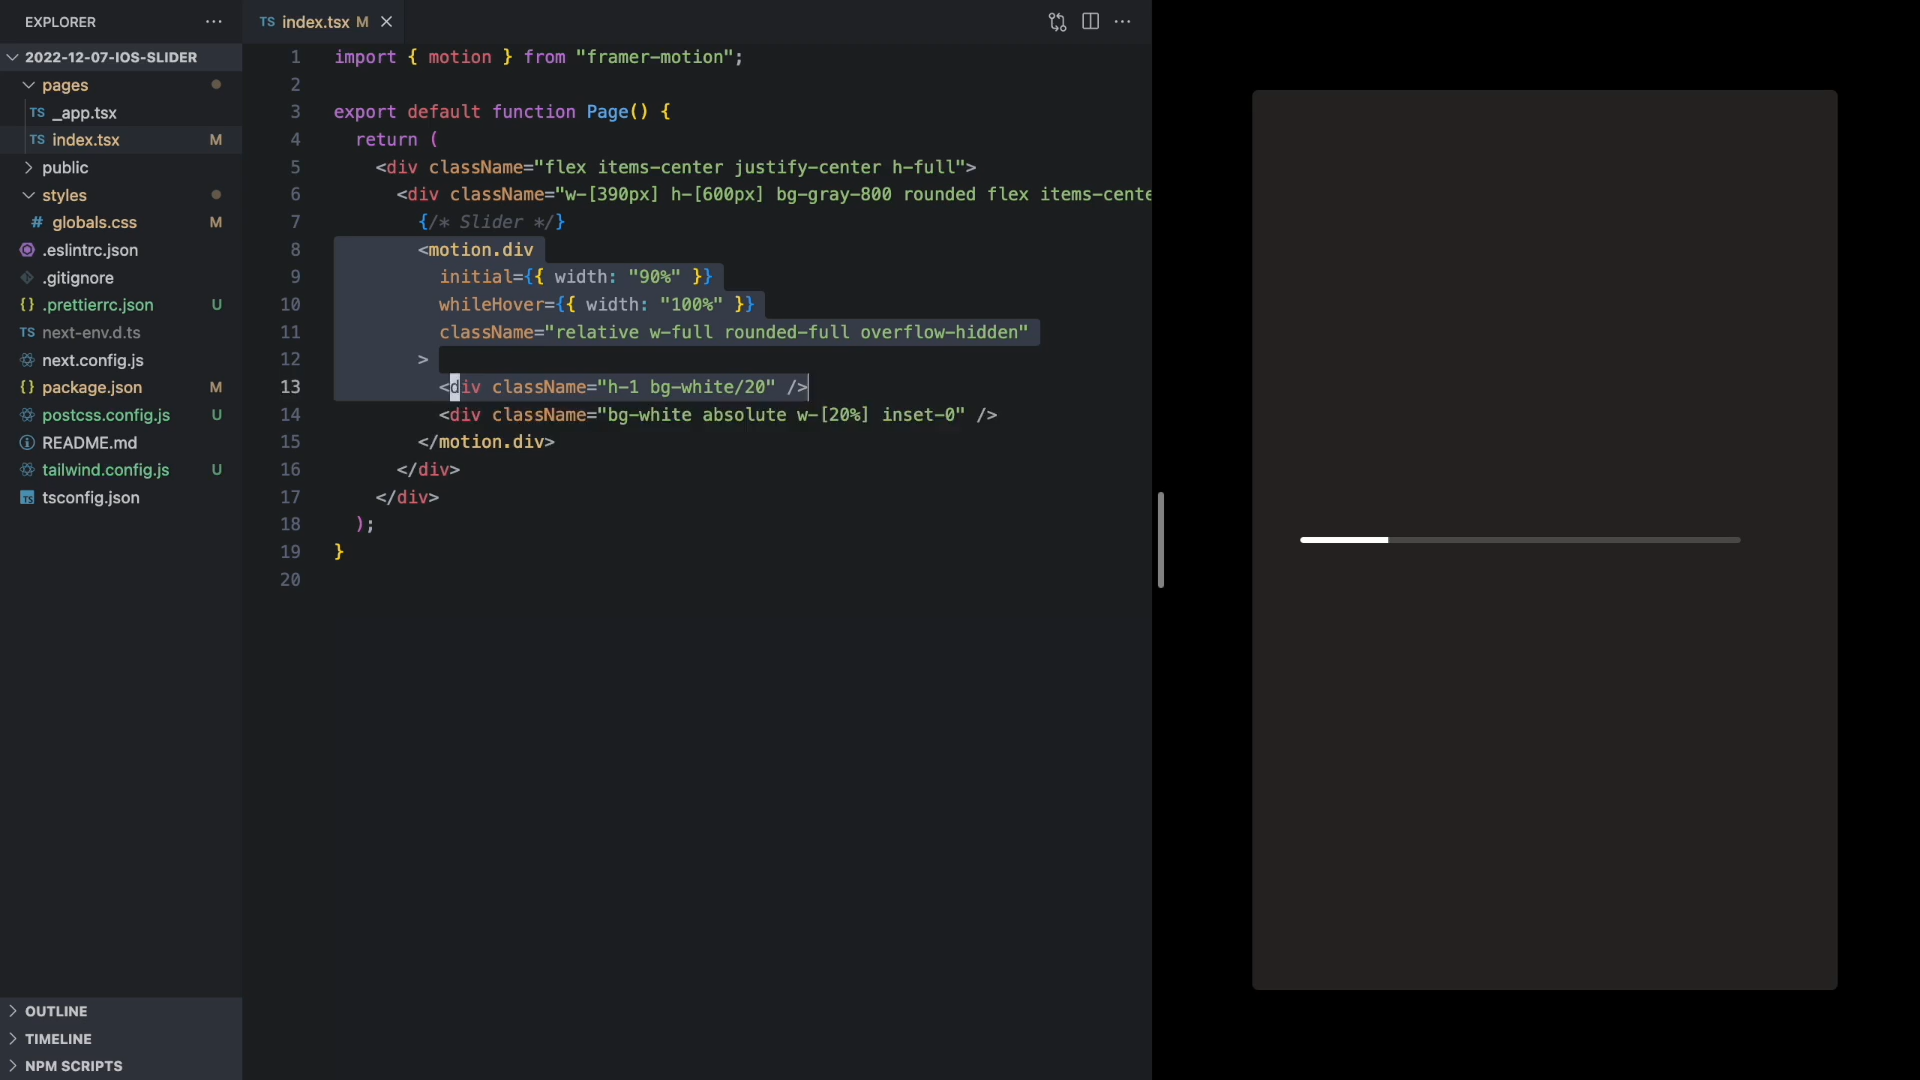 EXPLORER
2022-12-07-IOS-SLIDER
pages
TS _app.tsx
TS index.tsx M
public
styles
# globals.css M
.eslintrc.json
.gitignore
{} .prettierrc.json U
TS next-env.d.ts
next.config.js
{} package.json M
postcss.config.js U
README.md
tailwind.config.js U
TS tsconfig.json
OUTLINE
TIMELINE
NPM SCRIPTS
TS index.tsx M
1 import { motion } from "framer-motion";
2
3 export default function Page() {
4 return (
5 <div className="flex items-center justify-center h-full">
6 <div className="w-[390px] h-[600px] bg-gray-800 rounded flex items-cente
7 {/* Slider */}
8 <motion.div
9 initial={{ width: "90%" }}
10 whileHover={{ width: "100%" }}
11 className="relative w-full rounded-full overflow-hidden"
12 >
13 <div className="h-1 bg-white/20" />
14 <div className="bg-white absolute w-[20%] inset-0" />
15 </motion.div>
16 </div>
17 </div>
18 );
19 }
20